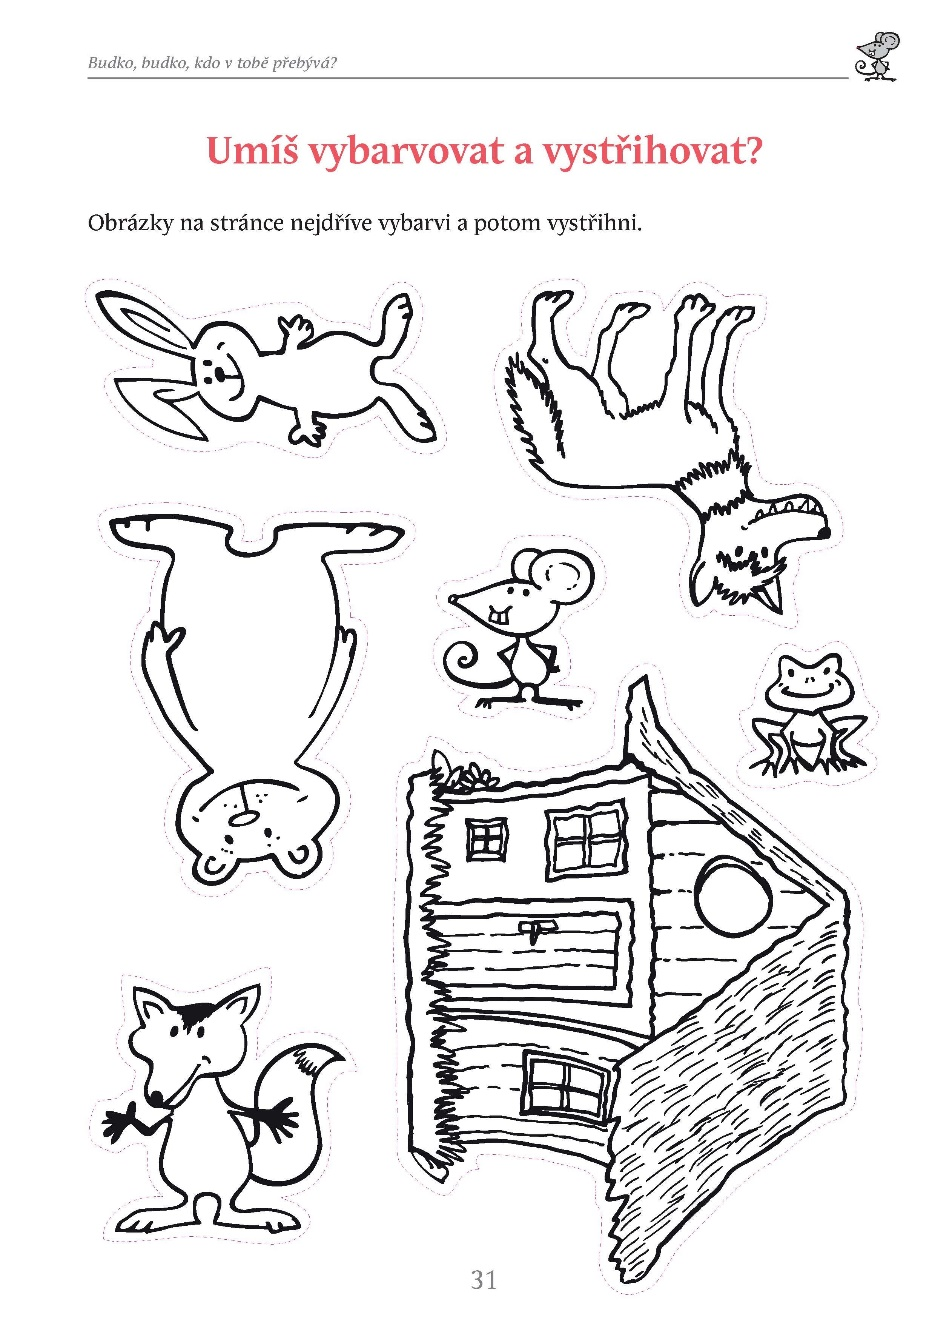 Budko, budko, kdo v tobě přebývá?
Umíš vybarvovat a vystřihovat?
Obrázky na stránce nejdříve vybarvi a potom vystřihni.
31